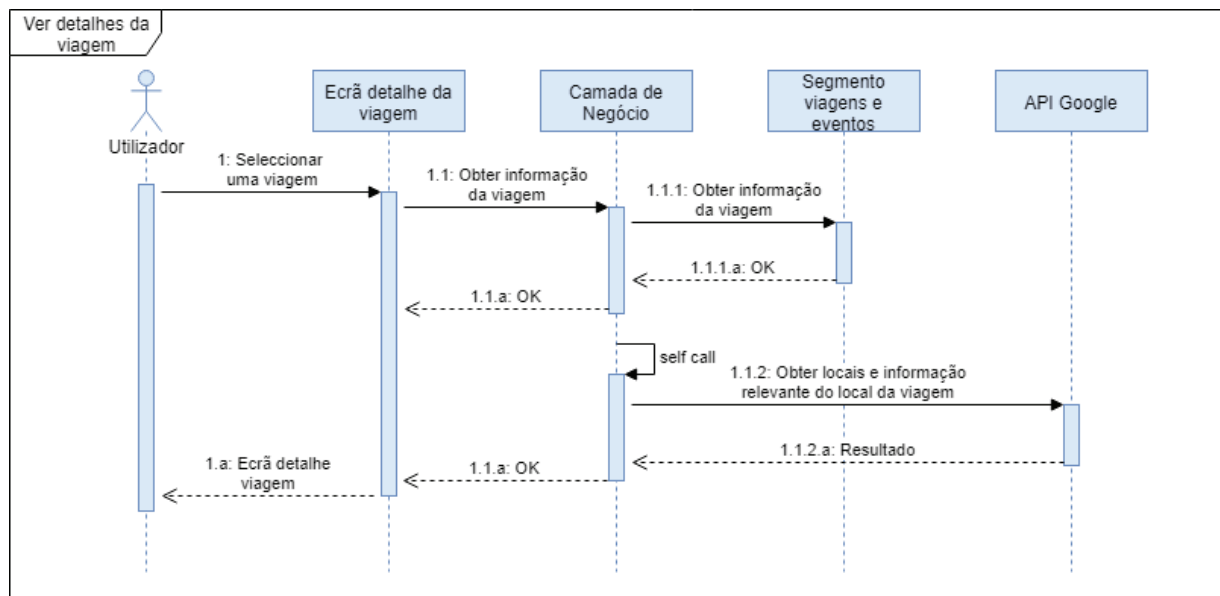 Ver detalhes da
viagem
Utilizador
Ecrã detalhe da
viagem
Camada de
Negócio
Segmento
viagens e
eventos
API Google
1: Seleccionar
uma viagem
1.1: Obter informação
da viagem
1.1.1: Obter informação
da viagem
1.1.1.a: OK
1.1.a: OK
self call
1.1.2: Obter locais e informação
relevante do local da viagem
1.1.2.a: Resultado
1.1.a: OK
1.a: Ecrã detalhe
viagem